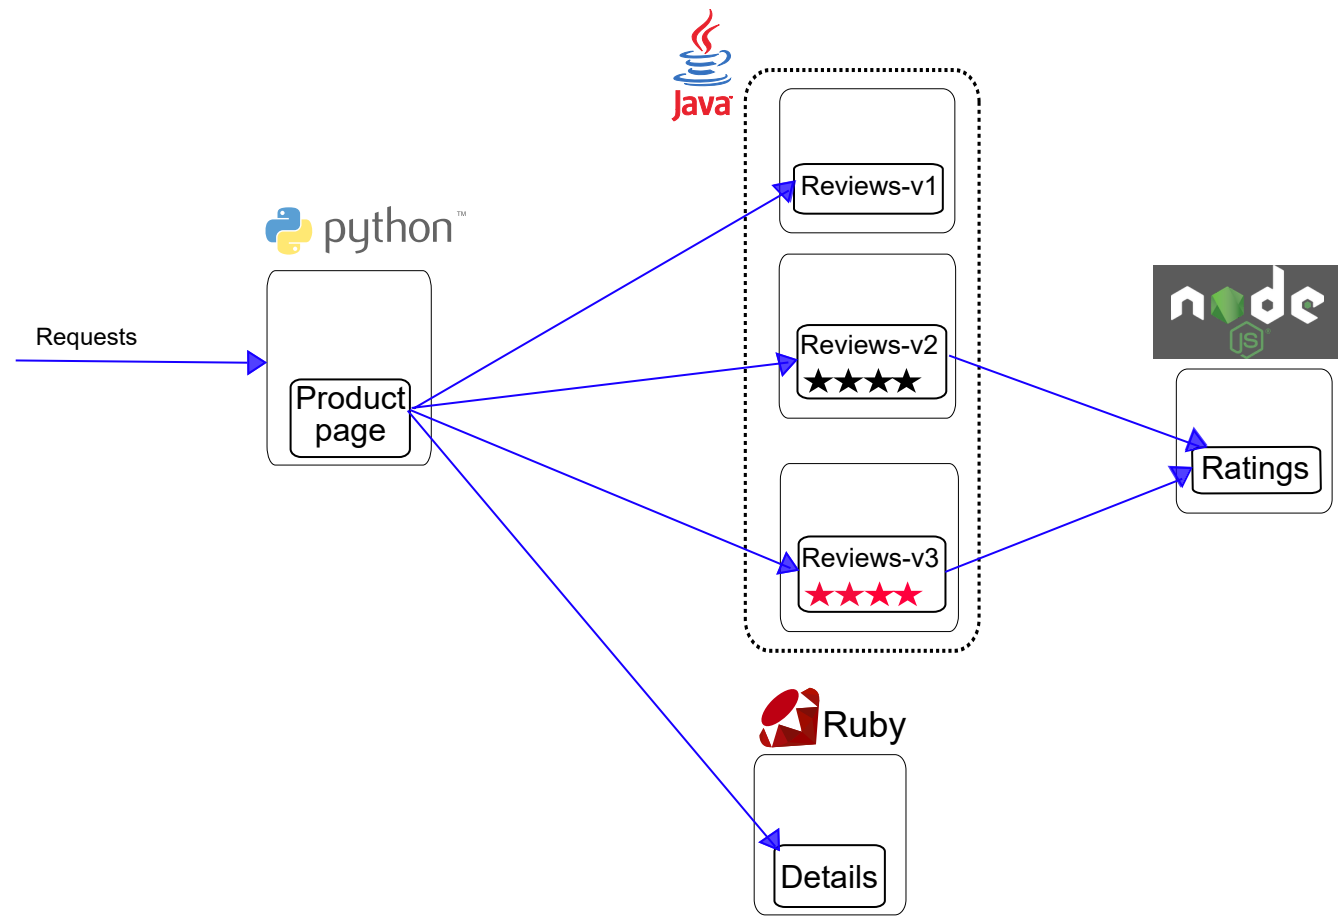 Java
Reviews-v1
python™
node
JS
Requests
Reviews-v2
Product
page
Ratings
Reviews-v3
Ruby
Details